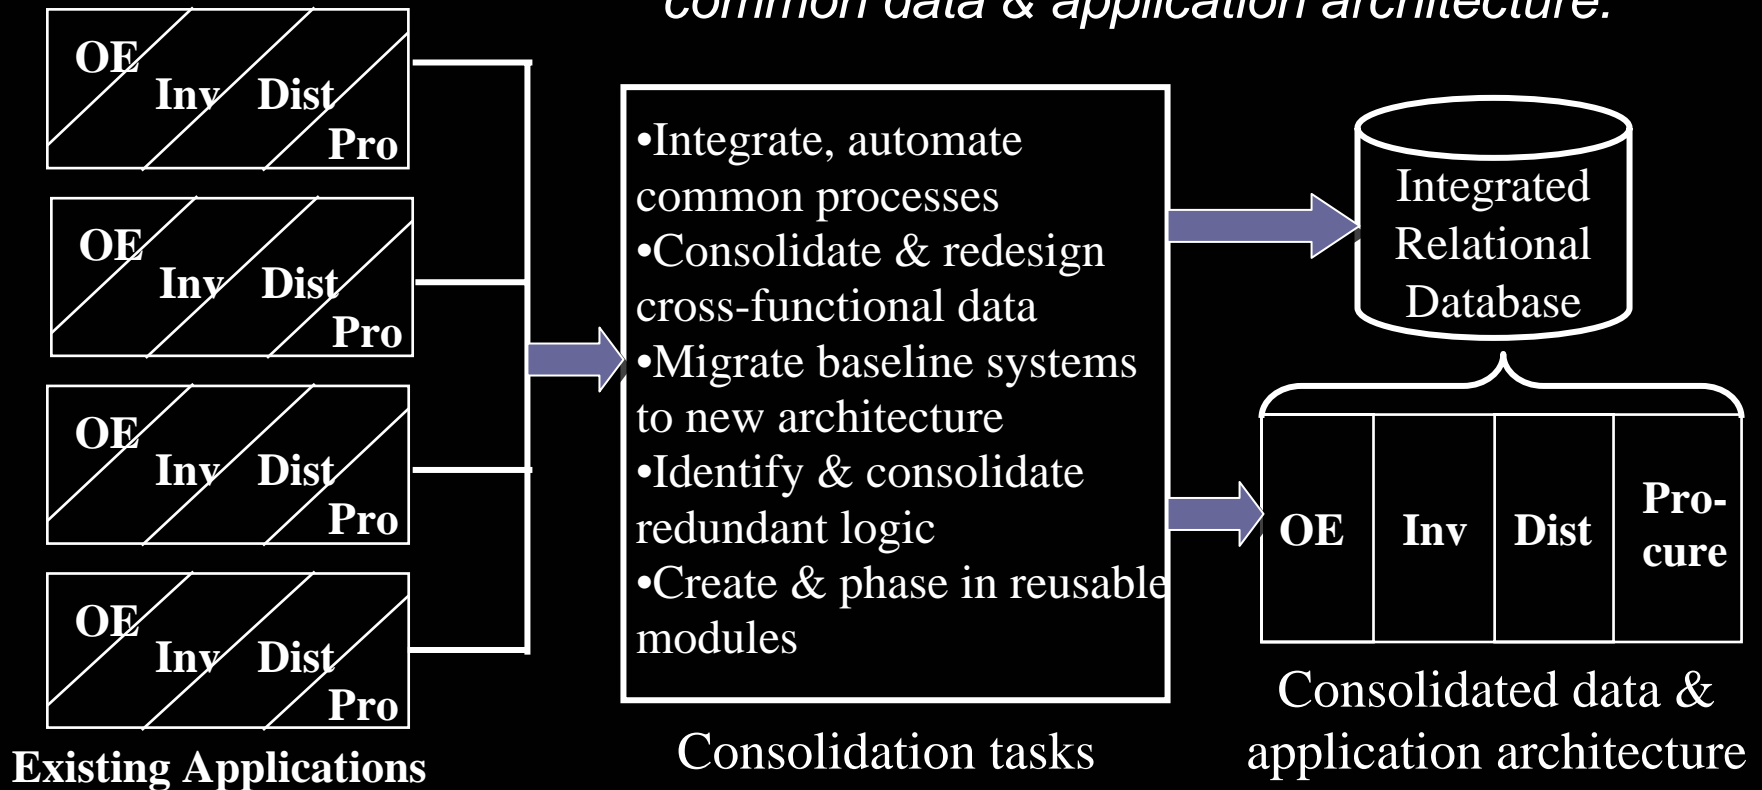 common data & application architecture.
OE
Inv
Dist
Pro
OE
Inv
Dist
Pro
OE
Inv
Dist
Pro
OE
Inv
Dist
Pro
Existing Applications
•Integrate, automate
common processes
•Consolidate & redesign
cross-functional data
•Migrate baseline systems
to new architecture
•Identify & consolidate
redundant logic
•Create & phase in reusable
modules
Consolidation tasks
Integrated
Relational
Database
OE
Inv
Dist
Pro-
cure
Consolidated data &
application architecture